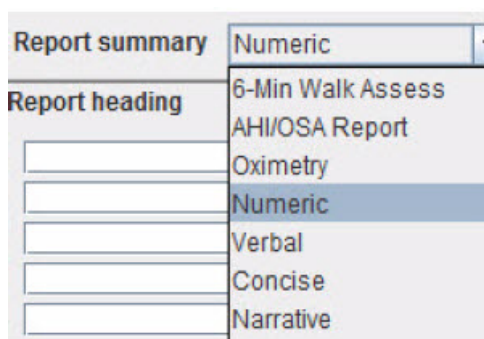 Report summary Numeric
6-Min Walk Assess
Report heading
AHI/OSA Report
Oximetry
Numeric
Verbal
Concise
Narrative